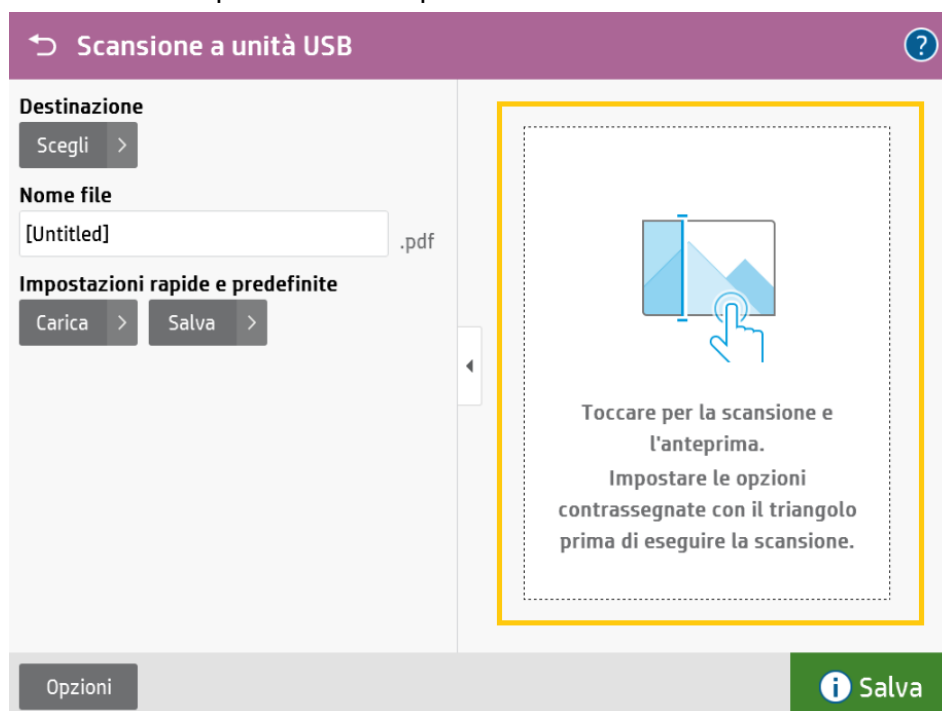 Scansione a unità USB
?
Destinazione
Scegli >
Nome file
[Untitled]
.pdf
Impostazioni rapide e predefinite
Carica > Salva >
Toccare per la scansione e
l'anteprima.
Impostare le opzioni
contrassegnate con il triangolo
prima di eseguire la scansione.
Opzioni
i Salva